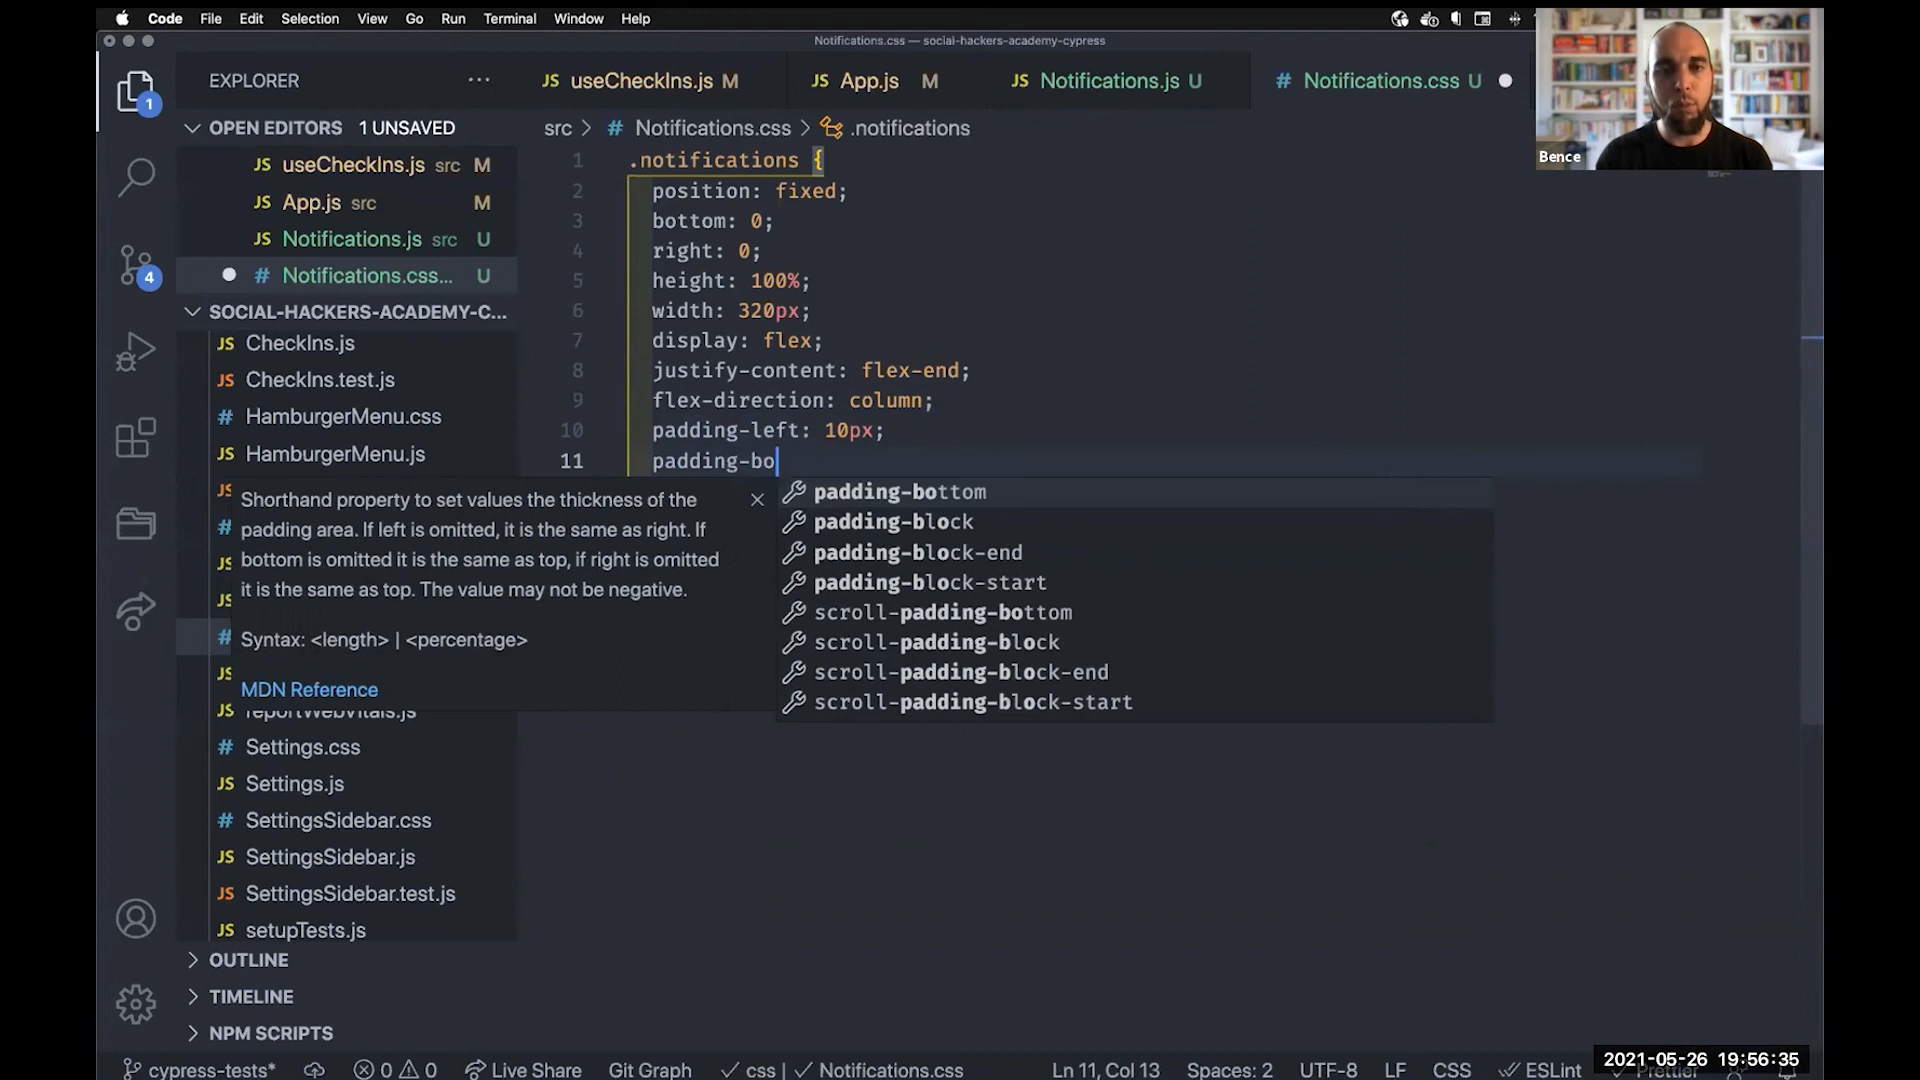 Code File Edit Selection View Go Run Terminal Window Help
Notifications.css — social-hackers-academy-cypress
EXPLORER ···
JS useCheckIns.js M
JS App.js M
JS Notifications.js U
# Notifications.css U
1
OPEN EDITORS 1 UNSAVED
JS useCheckIns.js src M
JS App.js src M
JS Notifications.js src U
# Notifications.css... U
4
SOCIAL-HACKERS-ACADEMY-C...
JS CheckIns.js
JS CheckIns.test.js
# HamburgerMenu.css
JS HamburgerMenu.js
JS
#
JS
JS
#
JS
JS reportWebVitals.js
# Settings.css
JS Settings.js
# SettingsSidebar.css
JS SettingsSidebar.js
JS SettingsSidebar.test.js
JS setupTests.js
OUTLINE
TIMELINE
NPM SCRIPTS
src > # Notifications.css > .notifications
1 .notifications {
2 position: fixed;
3 bottom: 0;
4 right: 0;
5 height: 100%;
6 width: 320px;
7 display: flex;
8 justify-content: flex-end;
9 flex-direction: column;
10 padding-left: 10px;
11 padding-bo
Shorthand property to set values the thickness of the
padding area. If left is omitted, it is the same as right. If
bottom is omitted it is the same as top, if right is omitted
it is the same as top. The value may not be negative.
Syntax: <length> | <percentage>
MDN Reference
padding-bottom
padding-block
padding-block-end
padding-block-start
scroll-padding-bottom
scroll-padding-block
scroll-padding-block-end
scroll-padding-block-start
Bence
cypress-tests* 0 0 Live Share Git Graph css | Notifications.css Ln 11, Col 13 Spaces: 2 UTF-8 LF CSS ESLint Prettier
2021-05-26 19:56:35